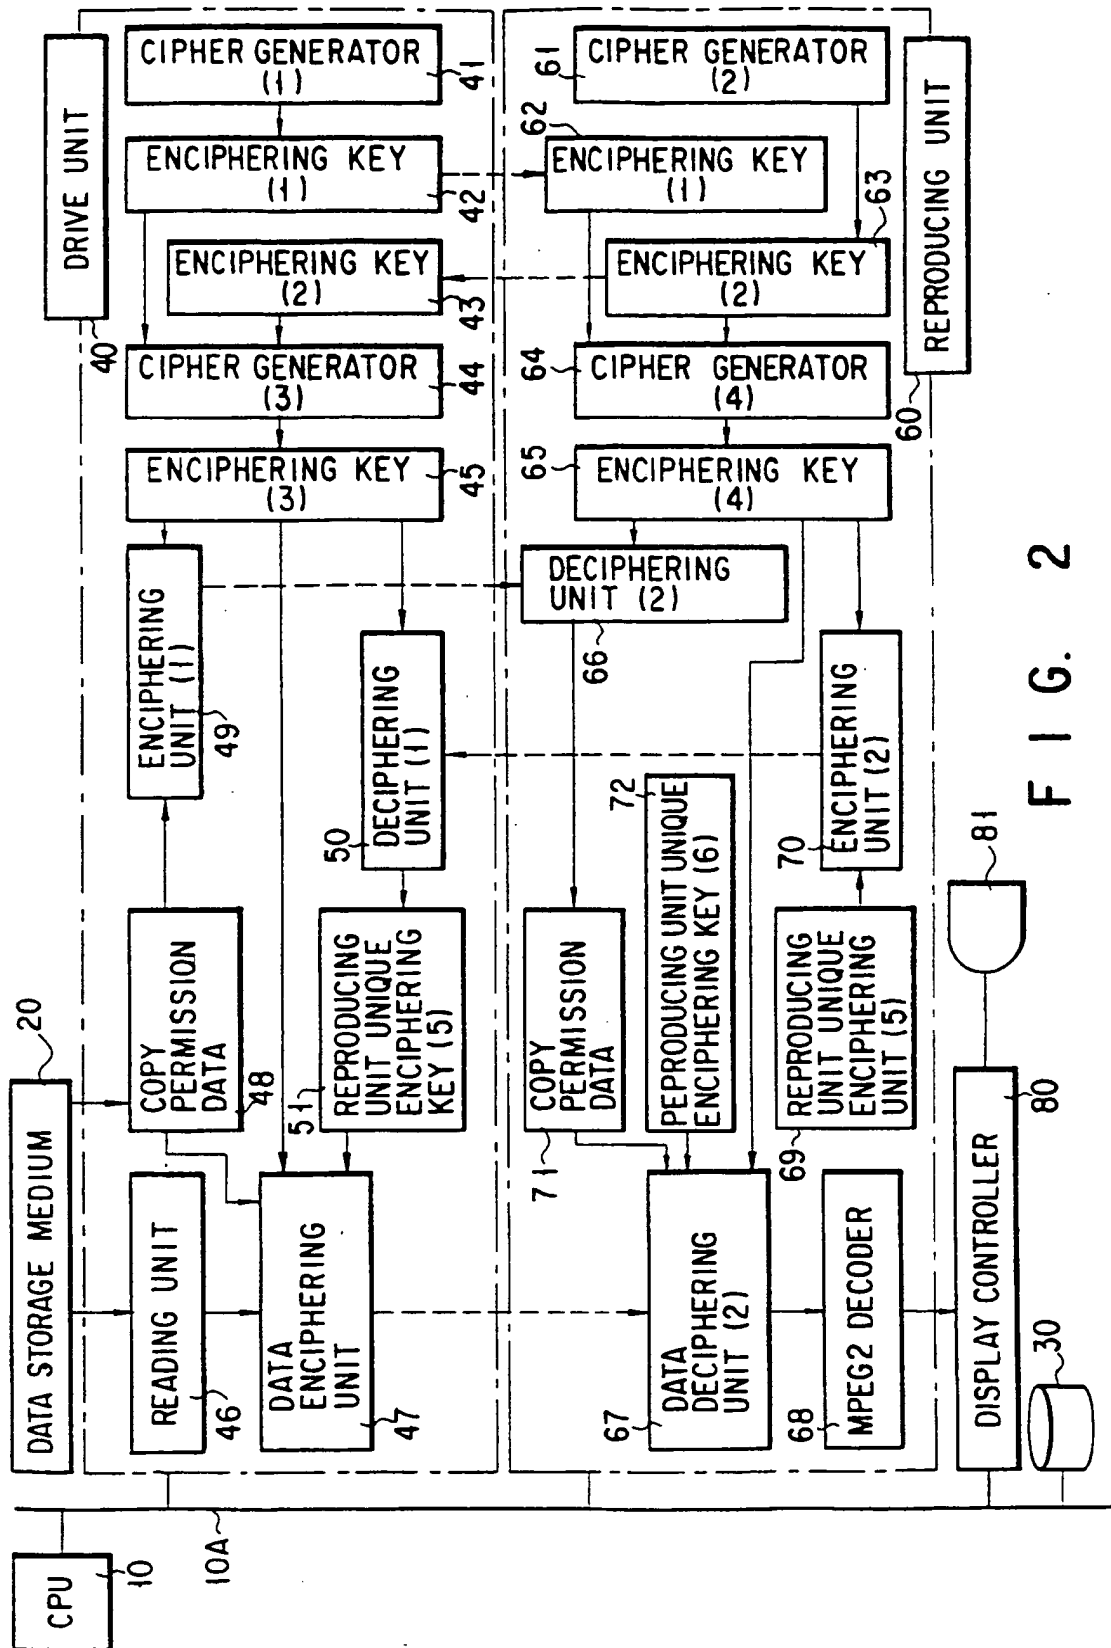 CPU
10
10A
DATA STORAGE MEDIUM
20
DRIVE UNIT
40
READING UNIT
46
DATA
ENCIPHERING
UNIT
47
COPY
PERMISSION
DATA
48
51
REPRODUCING
UNIT UNIQUE
ENCIPHERING
KEY (5)
ENCIPHERING
UNIT (1)
49
50
DECIPHERING
UNIT (1)
ENCIPHERING KEY
(3)
45
CIPHER GENERATOR
(3)
44
ENCIPHERING KEY
(2)
43
ENCIPHERING KEY
(1)
42
CIPHER GENERATOR
(1)
41
67
DATA
DECIPHERING
UNIT (2)
68
MPEG2 DECODER
71
COPY
PERMISSION
DATA
72
PEPRODUCING UNIT UNIQUE
ENCIPHERING KEY (6)
69
REPRODUCING
UNIT UNIQUE
ENCIPHERING
UNIT (5)
66
DECIPHERING
UNIT (2)
70
ENCIPHERING
UNIT (2)
65
ENCIPHERING KEY
(4)
64
CIPHER GENERATOR
(4)
63
ENCIPHERING KEY
(2)
62
ENCIPHERING KEY
(1)
61
CIPHER GENERATOR
(2)
60
REPRODUCING UNIT
30
DISPLAY CONTROLLER
80
81
FIG. 2